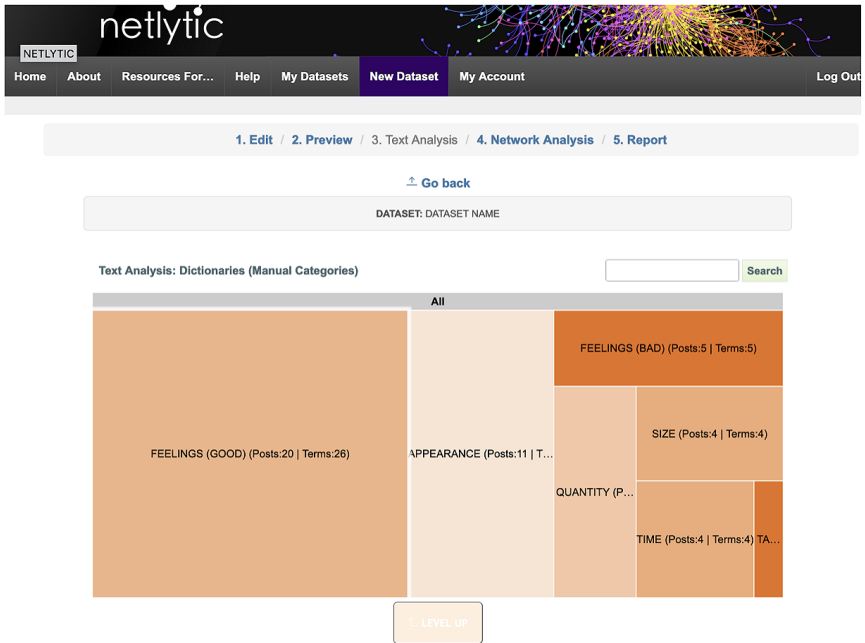 netlytic
NETLYTIC
Home About Resources For... Help My Datasets New Dataset My Account Log Out
1. Edit / 2. Preview / 3. Text Analysis / 4. Network Analysis / 5. Report
Go back
DATASET: DATASET NAME
Text Analysis: Dictionaries (Manual Categories) Search
All
FEELINGS (GOOD) (Posts:20 | Terms:26)
APPEARANCE (Posts:11 | T...
FEELINGS (BAD) (Posts:5 | Terms:5)
QUANTITY (P...
SIZE (Posts:4 | Terms:4)
TIME (Posts:4 | Terms:4)
TA...
LEVEL UP